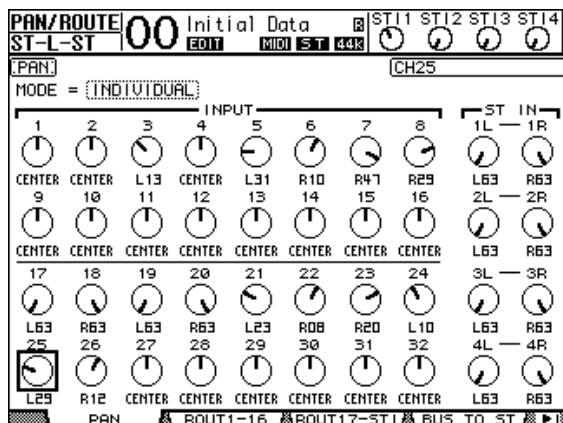 PAN/ROUTE 00 Initial Data R STI1 STI2 STI3 STI4
ST-L-ST EDIT MIDI ST 44k
PAN CH25
MODE = INDIVIDUAL
INPUT ST IN
1 2 3 4 5 6 7 8 1L — 1R
CENTER CENTER L13 CENTER L31 R10 R47 R29 L63 R63
9 10 11 12 13 14 15 16 2L — 2R
CENTER CENTER CENTER CENTER CENTER CENTER CENTER CENTER L63 R63
17 18 19 20 21 22 23 24 3L — 3R
L63 R63 L63 R63 L23 R08 R20 L10 L63 R63
25 26 27 28 29 30 31 32 4L — 4R
L29 R12 CENTER CENTER CENTER CENTER CENTER CENTER L63 R63
PAN ROUT1-16 ROUT17-STI BUS TO ST